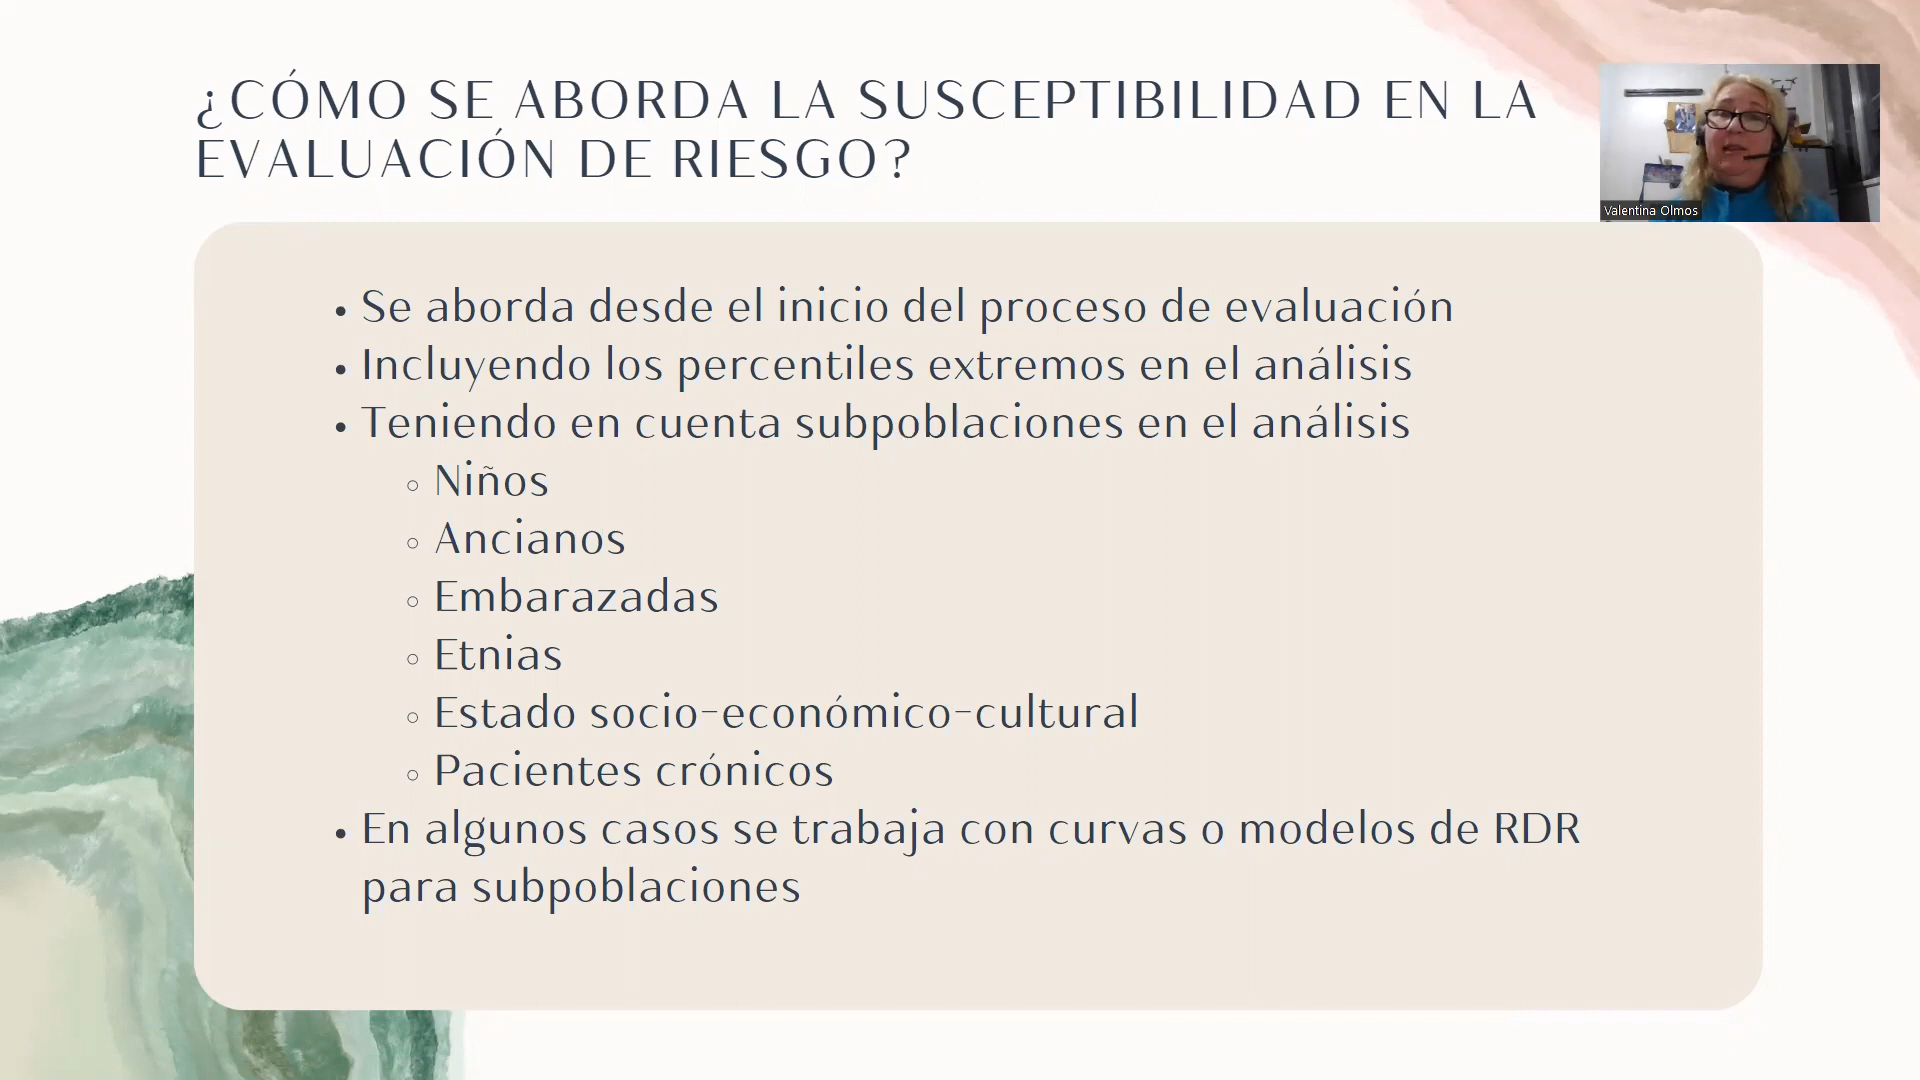 ¿CÓMO SE ABORDA LA SUSCEPTIBILIDAD EN LA
EVALUACIÓN DE RIESGO?
Valentina Olmos
• Se aborda desde el inicio del proceso de evaluación
• Incluyendo los percentiles extremos en el análisis
• Teniendo en cuenta subpoblaciones en el análisis
◦ Niños
◦ Ancianos
◦ Embarazadas
◦ Etnias
◦ Estado socio-económico-cultural
◦ Pacientes crónicos
• En algunos casos se trabaja con curvas o modelos de RDR
para subpoblaciones